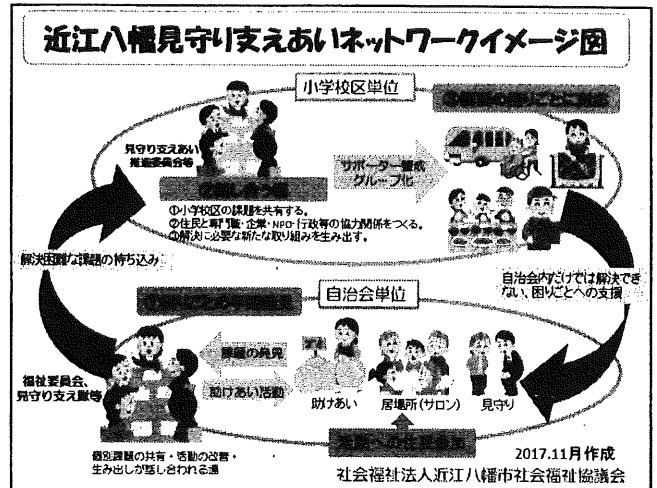 近江八幡見守り支えあいネットワークイメージ図
小学校区単位
見守り支えあい
推進委員会等
サポーター養成
グループ化
①小学校区の課題を共有する。
②住民と専門職・企業・NPO・行政等の協力関係をつくる。
③解決に必要な新たな取り組みを生み出す。
解決困難な課題の持ち込み
自治会内だけでは解決でき
ない、困りごとへの支援
自治会単位
課題の発見
助けあい活動
福祉委員会、
見守り支え隊等
助けあい
居場所（サロン）
見守り
個別課題の共有・活動の改善・
生み出しが話し合われる場
2017.11月作成
社会福祉法人近江八幡市社会福祉協議会